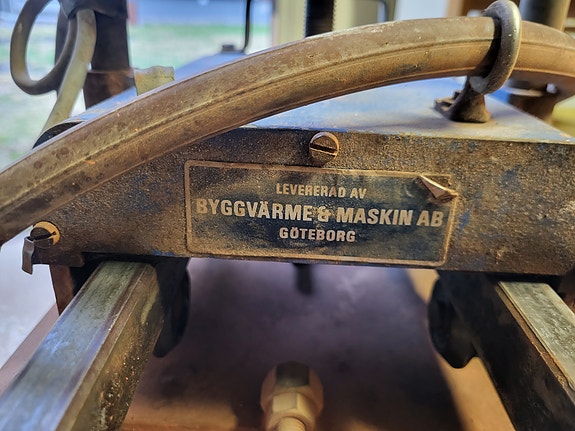 LEVERERAD AV
BYGGVÄRME & MASKIN AB
GÖTEBORG